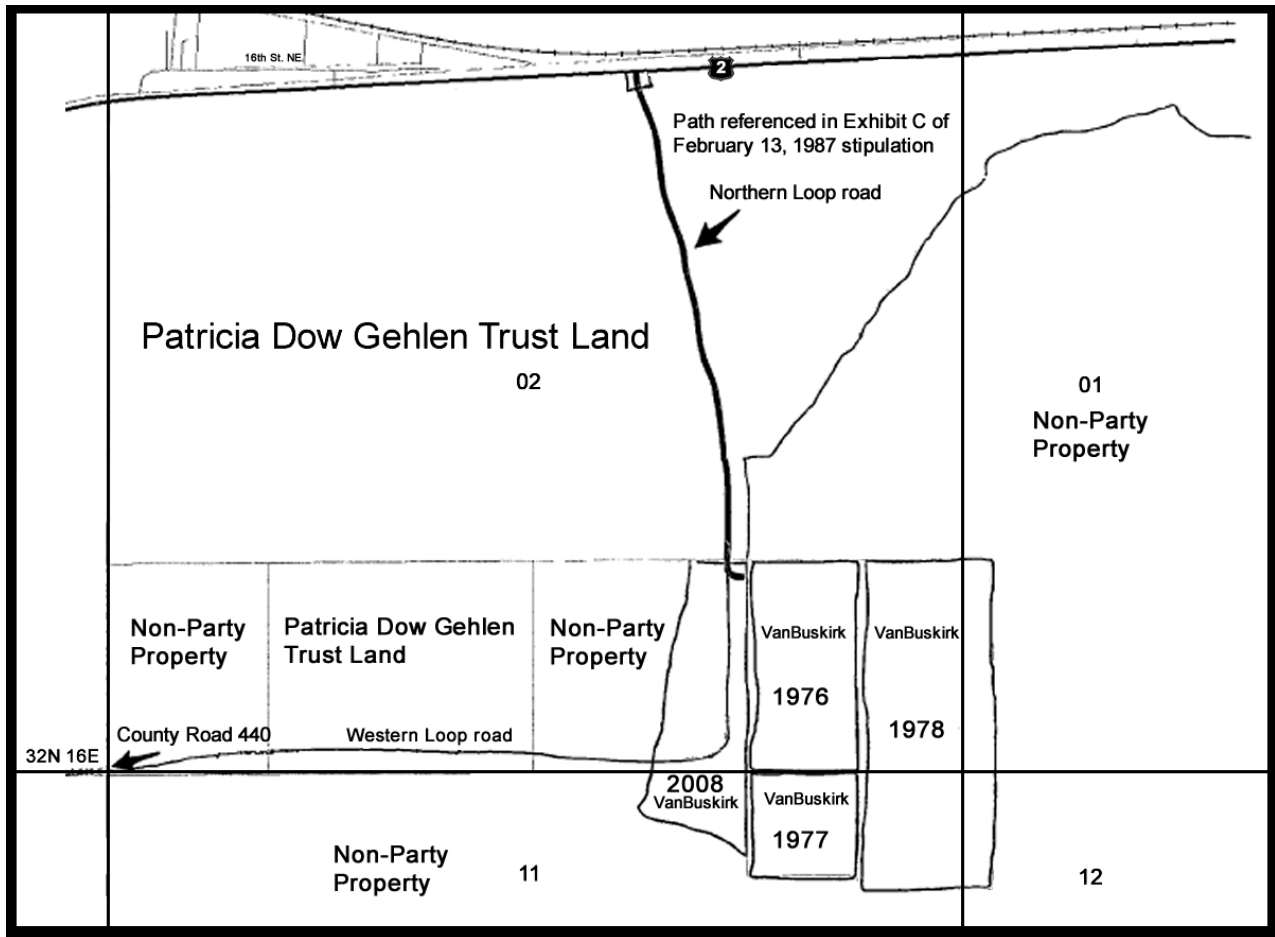 16th St. NE
2
Path referenced in Exhibit C of
February 13, 1987 stipulation
Northern Loop road
Patricia Dow Gehlen Trust Land
02
01
Non-Party
Property
Non-Party
Property
Patricia Dow Gehlen
Trust Land
Non-Party
Property
VanBuskirk
1976
VanBuskirk
1978
County Road 440
Western Loop road
32N 16E
2008
VanBuskirk
VanBuskirk
1977
Non-Party
Property
11
12